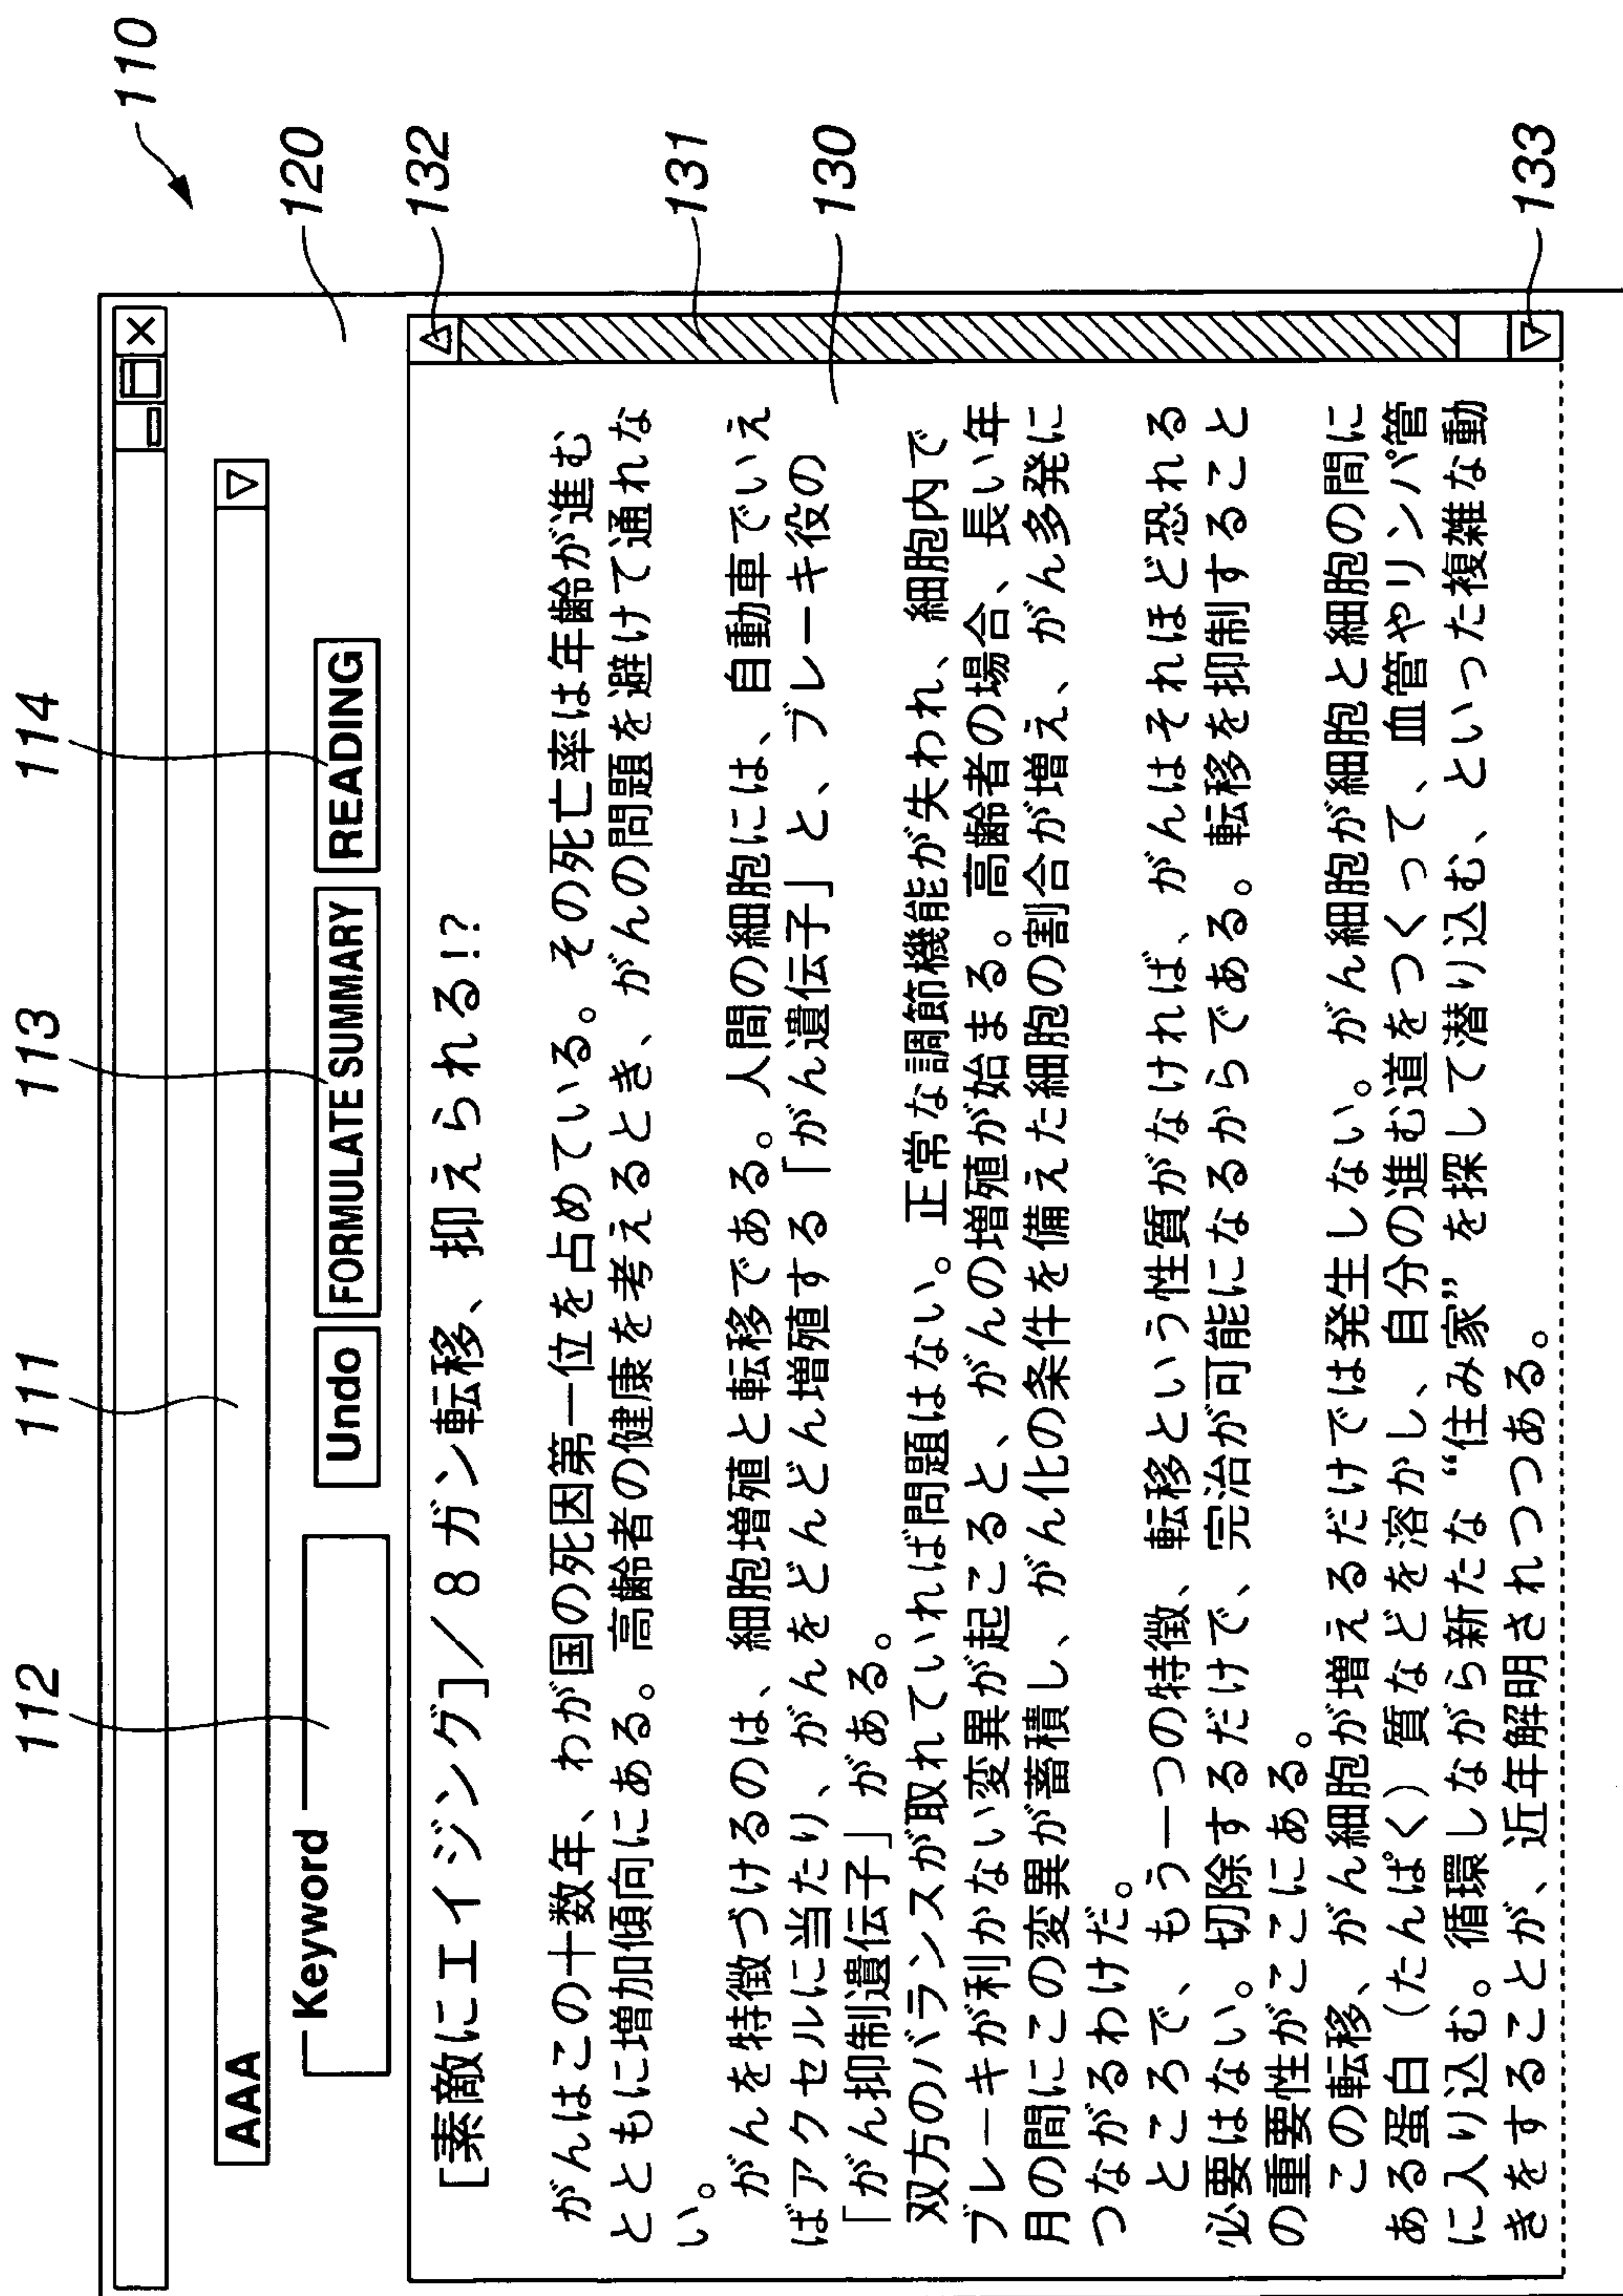 110
114
113
111
112
120
132
131
130
133
AAA
Keyword
Undo
FORMULATE SUMMARY
READING
[素敵にエイジング]／8 ガン転移、抑えられる!?
がんはこの十数年、わが国の死因第一位を占めている。その死亡率は年齢が進む
とともに増加傾向にある。高齢者の健康を考えるとき、がんの問題を避けて通れな
い。
がんを特徴づけるのは、細胞増殖と転移である。人間の細胞には、自動車でいえ
ばアクセルに当たり、がんをどんどん増殖する「がん遺伝子」と、ブレーキ役の
「がん抑制遺伝子」がある。
双方のバランスが取れていれば問題はない。正常な調節機能が失われ、細胞内で
ブレーキが利かない変異が起こると、がんの増殖が始まる。高齢者の場合、長い年
月の間にこの変異が蓄積し、がん化の条件を備えた細胞の割合が増え、がん多発に
つながるわけだ。
ところで、もう一つの特徴、転移という性質がなければ、がんはそれほど恐れる
必要はない。切除するだけで、完治が可能になるからである。転移を抑制すること
の重要性がここにある。
この転移、がん細胞が増えるだけでは発生しない。がん細胞が細胞と細胞の間に
ある蛋白（たんぱく）質などを溶かし、自分の進む道をつくって、血管やリンパ管
に入り込む。循環しながら新たな“住み家”を探して潜り込む、といった複雑な動
きをすることが、近年解明されつつある。